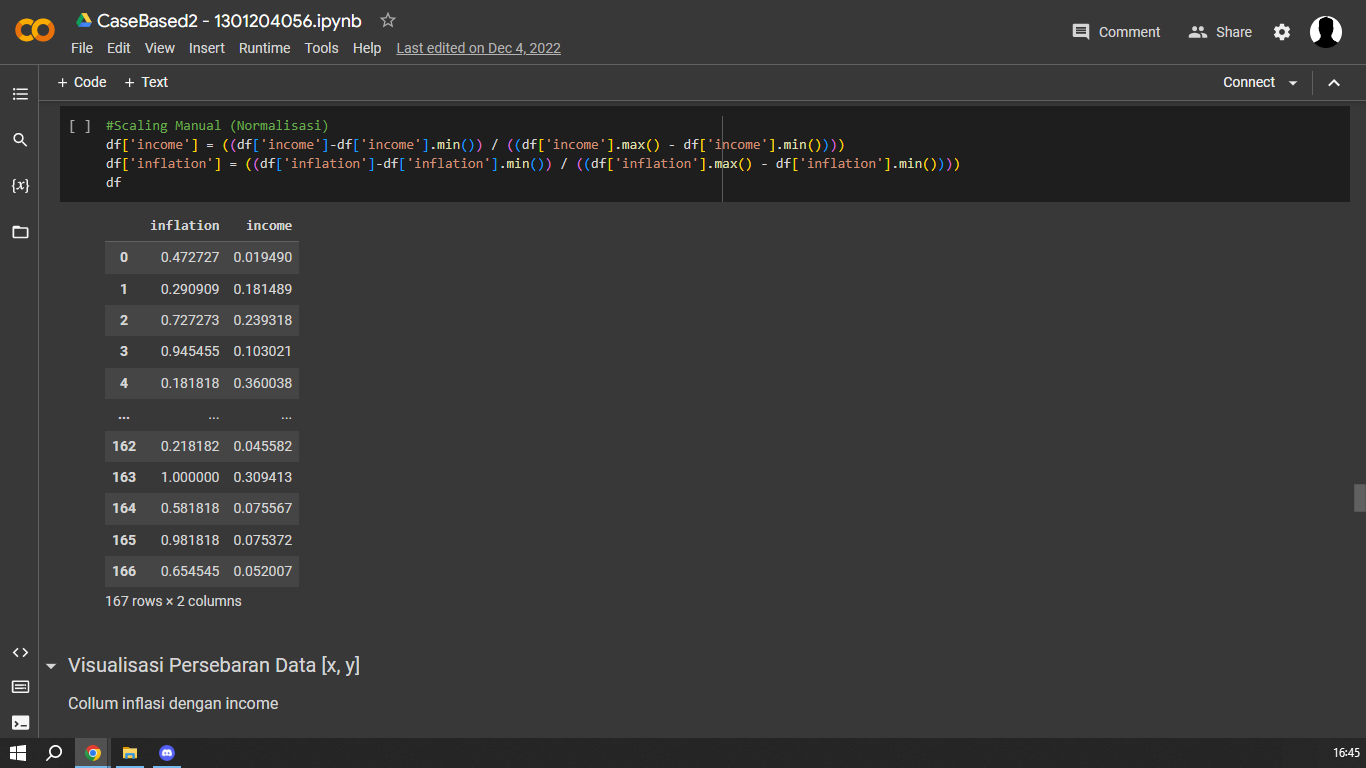 CasedBased2 - 1301204056.ipynb
File Edit View Insert Runtime Tools Help Last edited on Dec 4, 2022
Comment Share
+ Code + Text
Connect
[ ] #Scaling Manual (Normalisasi)
df['income'] = ((df['income']-df['income'].min()) / ((df['income'].max() - df['income'].min())))
df['inflation'] = ((df['inflation']-df['inflation'].min()) / ((df['inflation'].max() - df['inflation'].min())))
df
inflation income
0 0.472727 0.019490
1 0.290909 0.181489
2 0.727273 0.239318
3 0.945455 0.103021
4 0.181818 0.360038
... ... ...
162 0.218182 0.045582
163 1.000000 0.309413
164 0.581818 0.075567
165 0.981818 0.075372
166 0.654545 0.052007
167 rows × 2 columns
Visualisasi Persebaran Data [x, y]
Collum inflasi dengan income
16:45